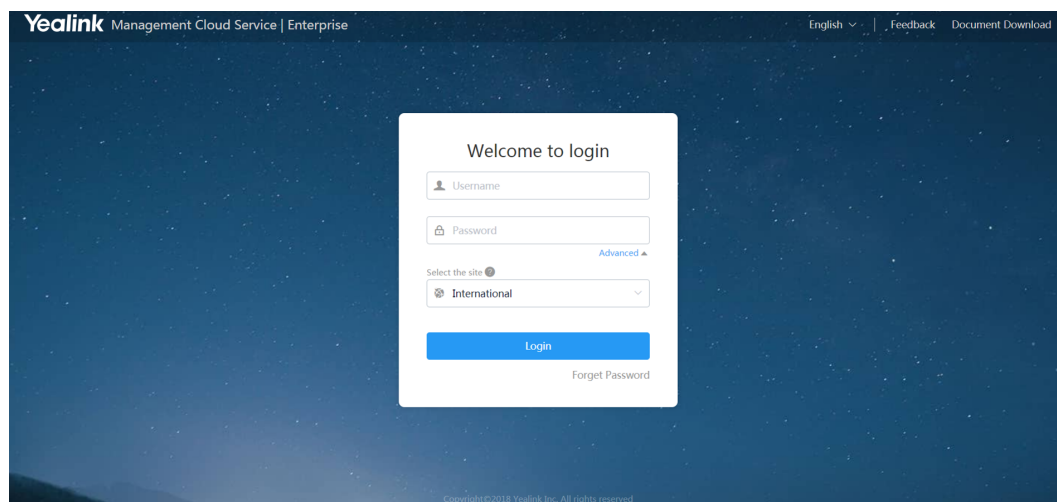 Yealink Management Cloud Service | Enterprise English Feedback Document Download
Welcome to login
Username
Password
Advanced
Select the site
International
Login
Forget Password
Copyright©2018 Yealink Inc. All rights reserved